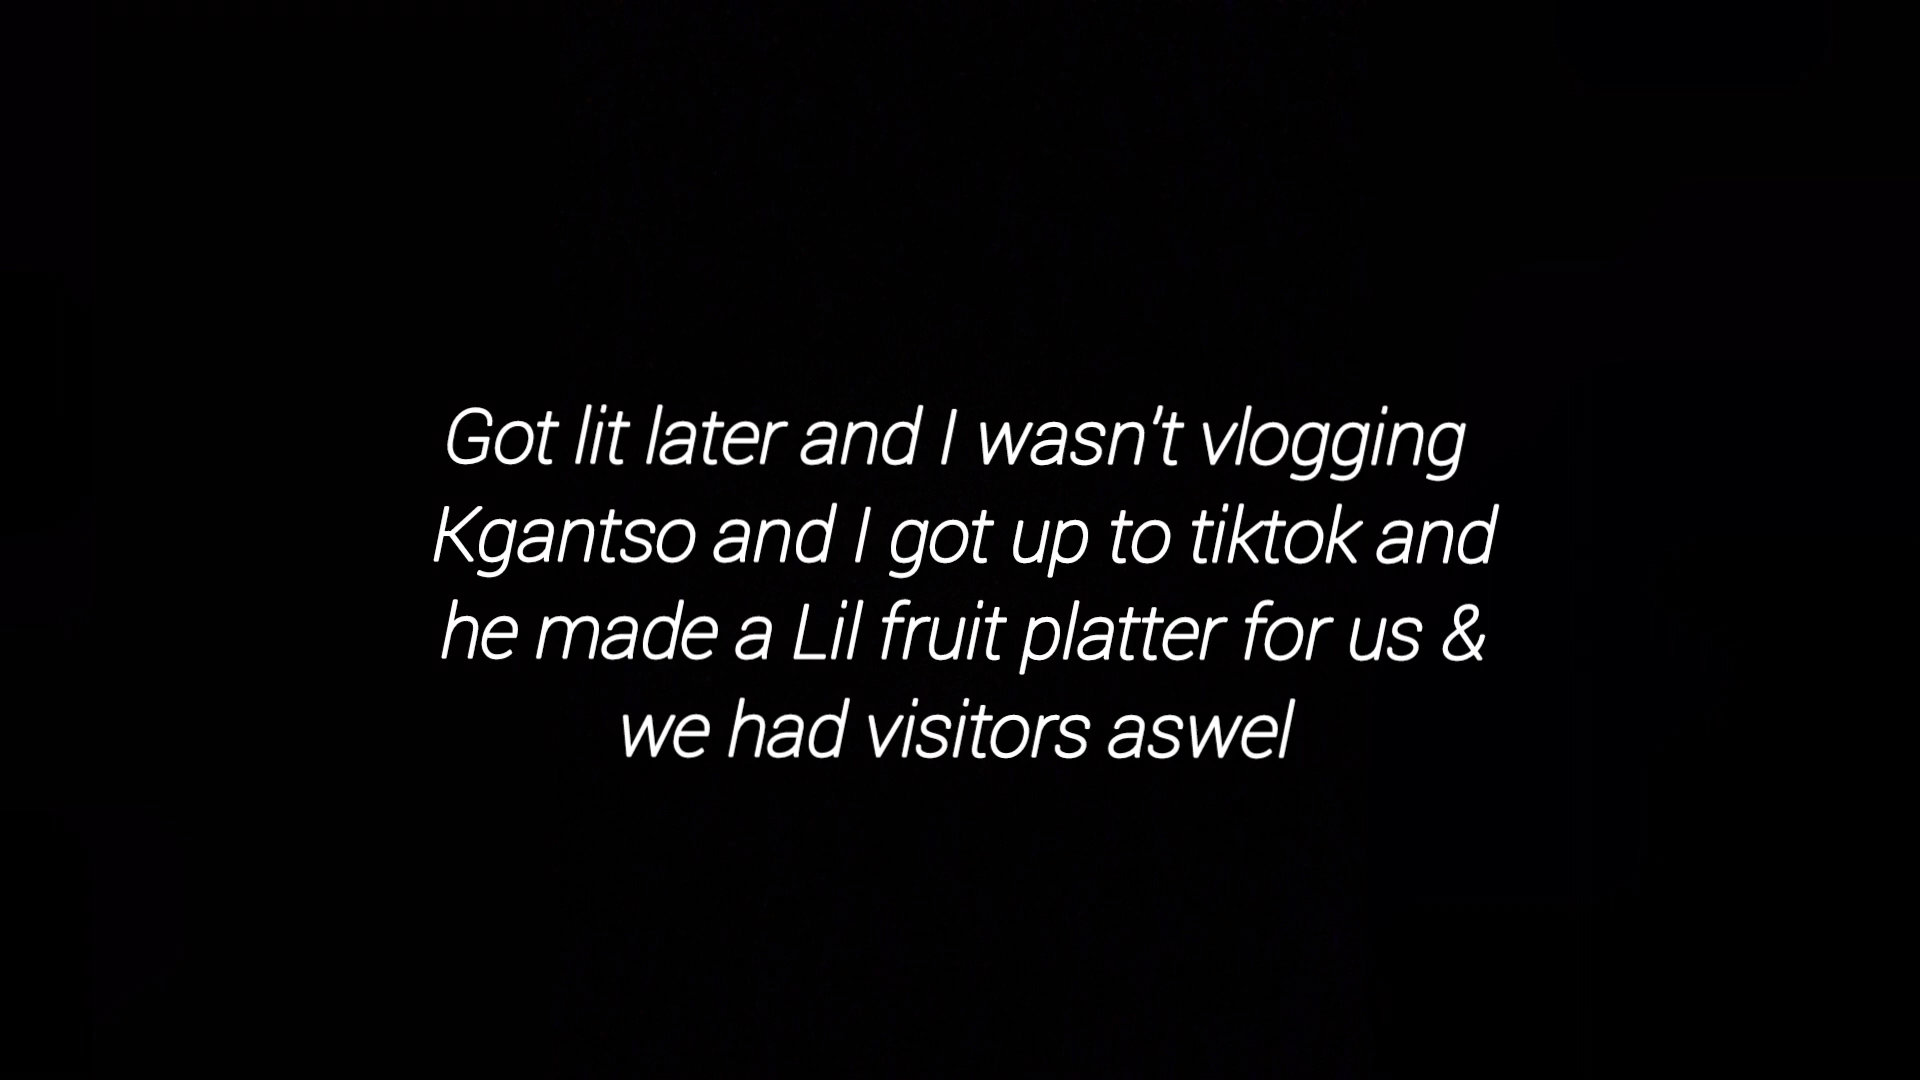 Got lit later and I wasn't vlogging
Kgantso and I got up to tiktok and
he made a Lil fruit platter for us &
we had visitors aswel